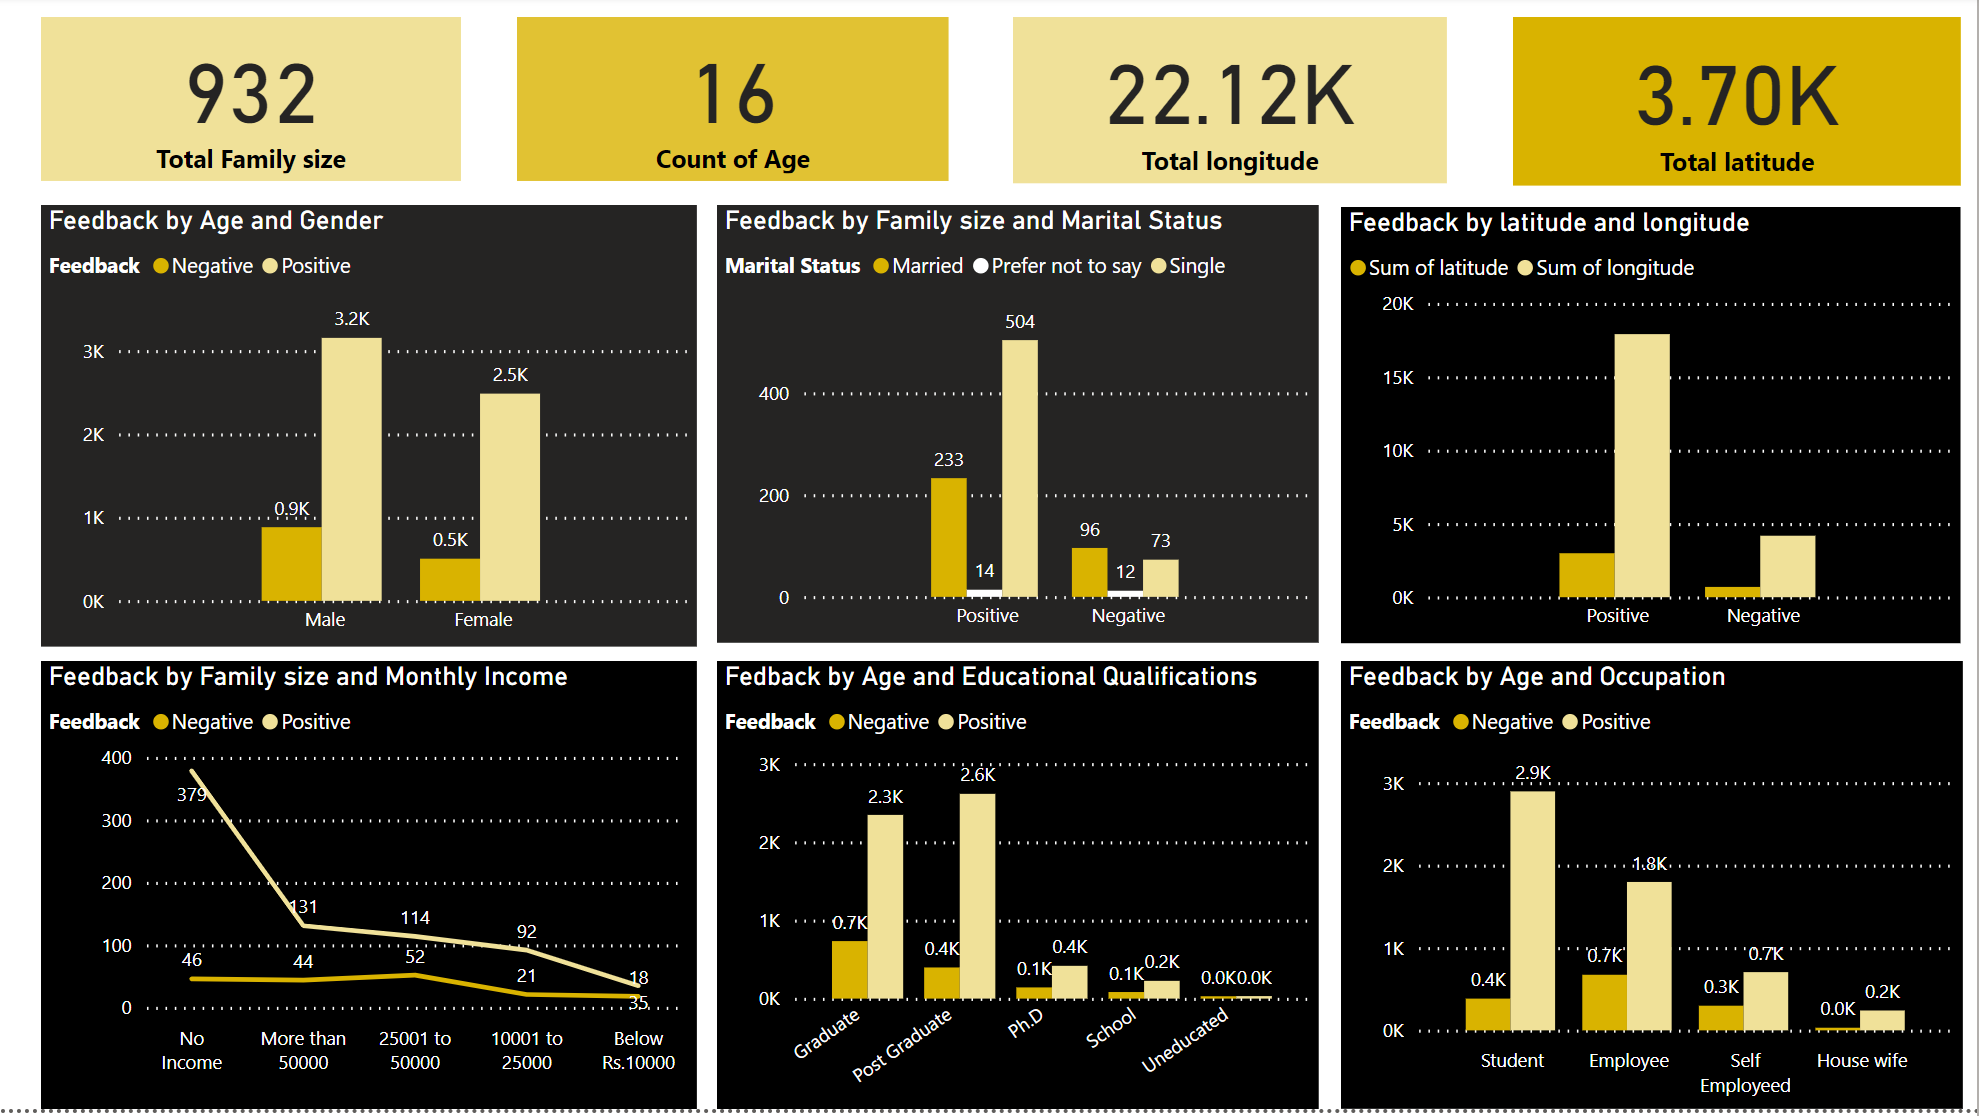 932
Total Family size
16
Count of Age
22.12K
Total longitude
3.70K
Total latitude
Feedback by Age and Gender
Feedback Negative Positive
3.2K
3K
2.5K
2K
0.9K
1K
0.5K
0K
Male Female
Feedback by Family size and Marital Status
Marital Status Married Prefer not to say Single
504
400
233
200
96
73
14
12
0
Positive Negative
Feedback by latitude and longitude
Sum of latitude Sum of longitude
20K
15K
10K
5K
0K
Positive Negative
Feedback by Family size and Monthly Income
Feedback Negative Positive
400
379
300
200
131
114
92
100
46 44 52 21
18
35
0
No Income
More than 50000
25001 to 50000
10001 to 25000
Below Rs.10000
Fedback by Age and Educational Qualifications
Feedback Negative Positive
3K
2.6K
2.3K
2K
1K
0.7K
0.4K
0.1K 0.4K
0.1K 0.2K
0.0K 0.0K
0K
Graduate
Post Graduate
Ph.D
School
Uneducated
Feedback by Age and Occupation
Feedback Negative Positive
2.9K
3K
2K
1.8K
1K
0.4K
0.7K
0.3K 0.7K
0.0K 0.2K
0K
Student
Employee
Self Employeed
House wife